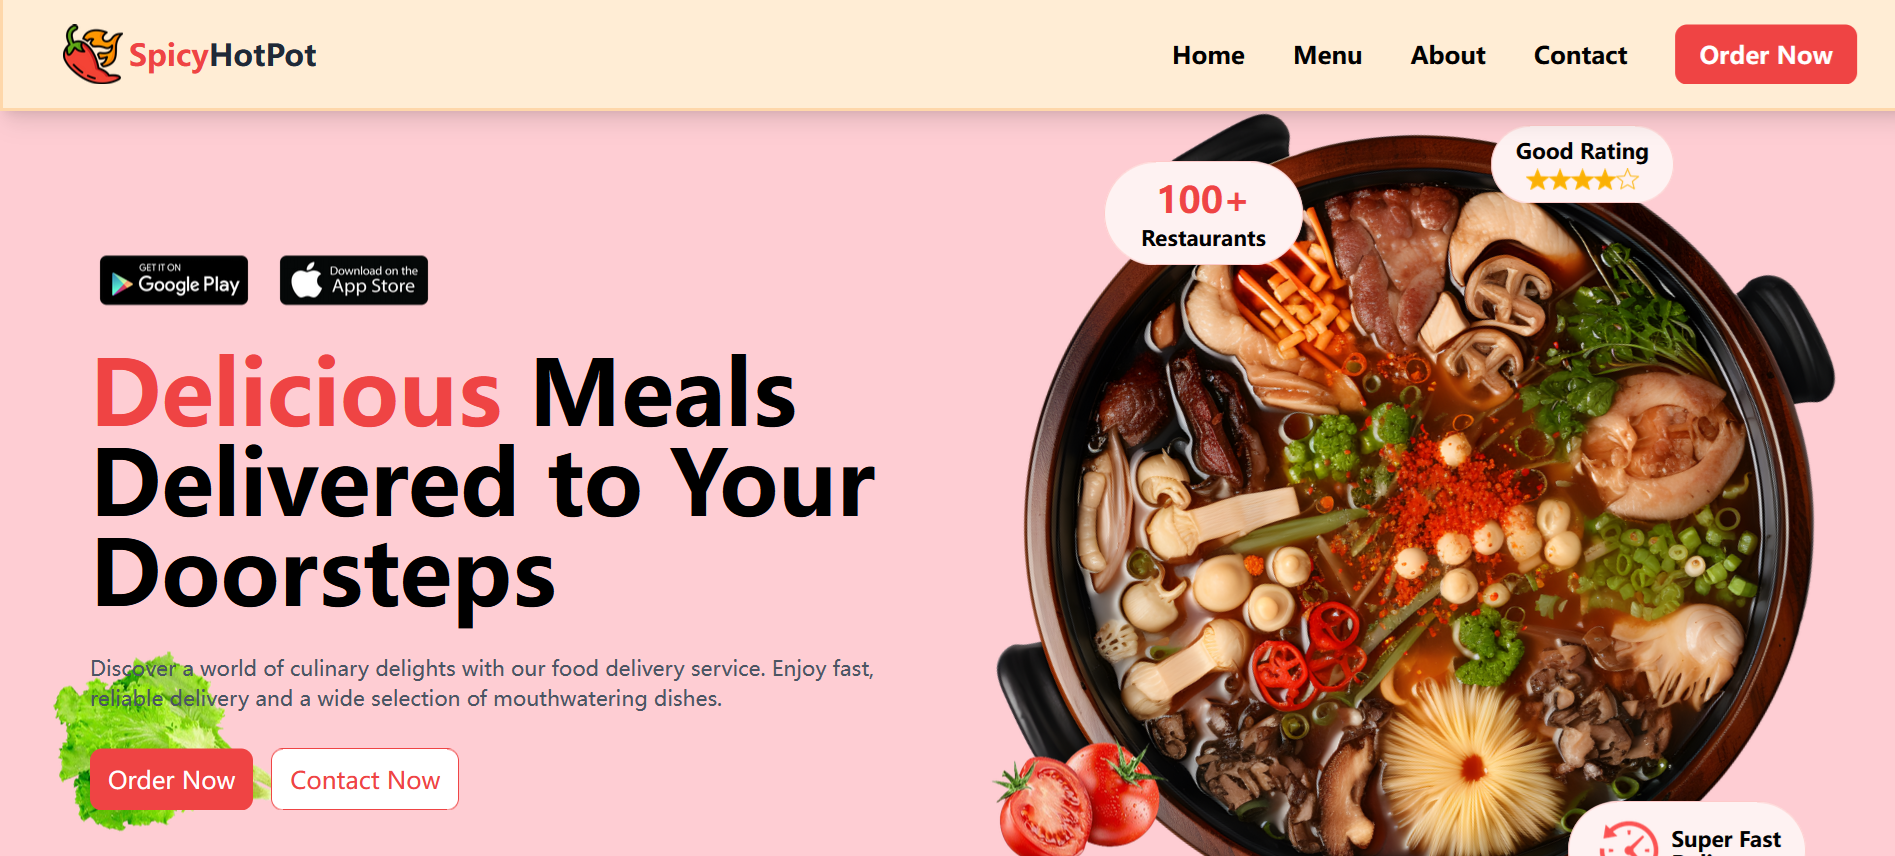 SpicyHotPot
Home
Menu
About
Contact
Order Now
100+
Restaurants
Good Rating
GET IT ON
Google Play
Download on the
App Store
Delicious Meals
Delivered to Your
Doorsteps
Discover a world of culinary delights with our food delivery service. Enjoy fast,
reliable delivery and a wide selection of mouthwatering dishes.
Order Now
Contact Now
Super Fast